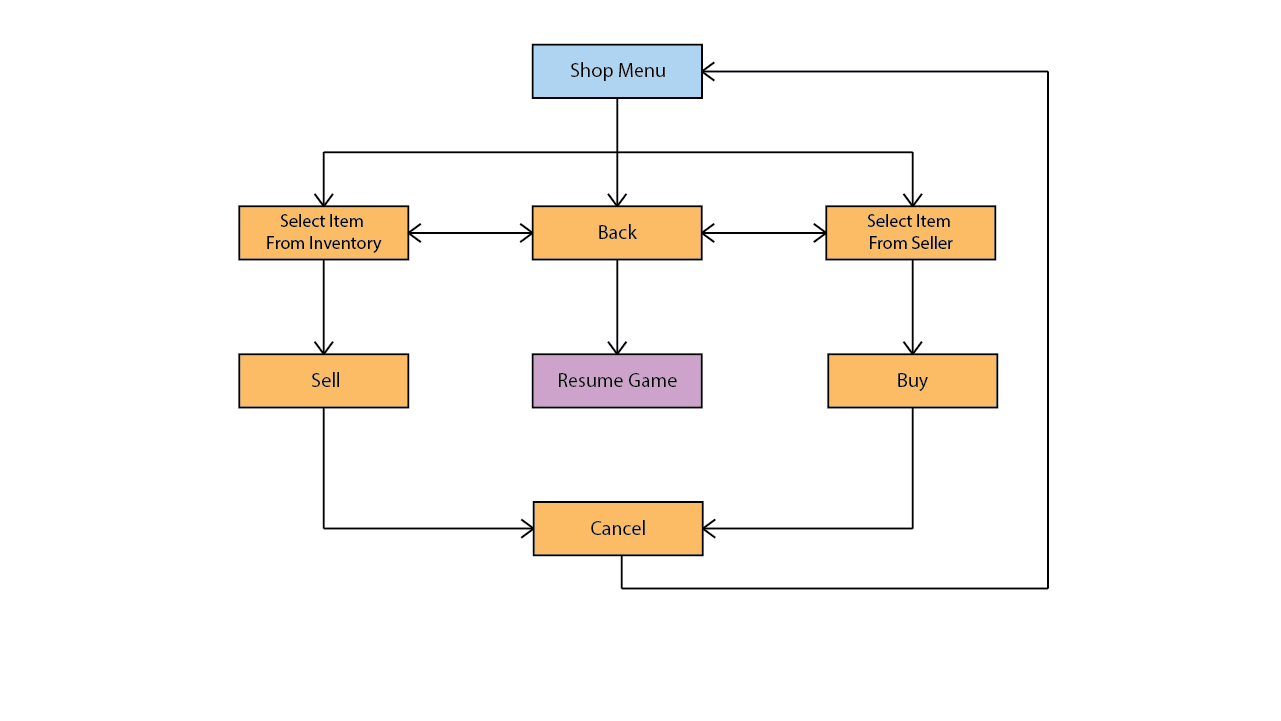 Shop Menu
Select Item
From Inventory
Back
Select Item
From Seller
Sell
Resume Game
Buy
Cancel